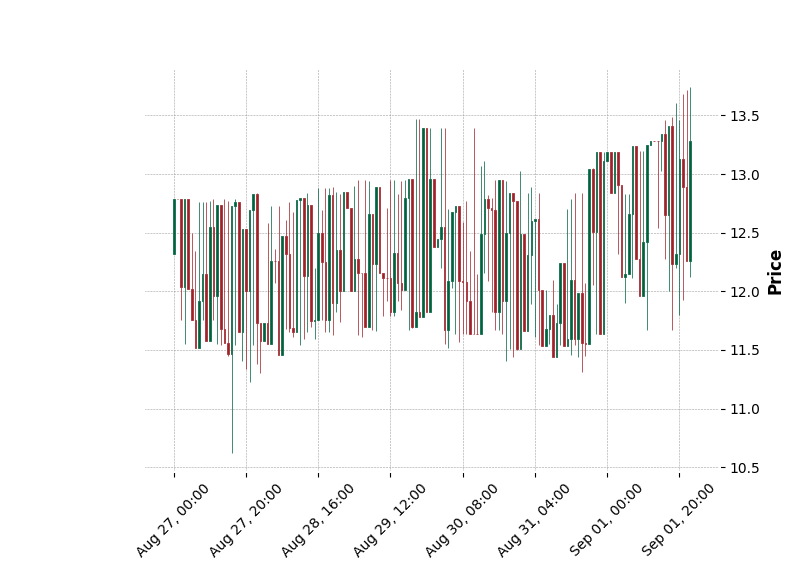 13.5
13.0
12.5
12.0
11.5
11.0
10.5
Price
Aug 27, 00:00
Aug 27, 20:00
Aug 28, 16:00
Aug 29, 12:00
Aug 30, 08:00
Aug 31, 04:00
Sep 01, 00:00
Sep 01, 20:00